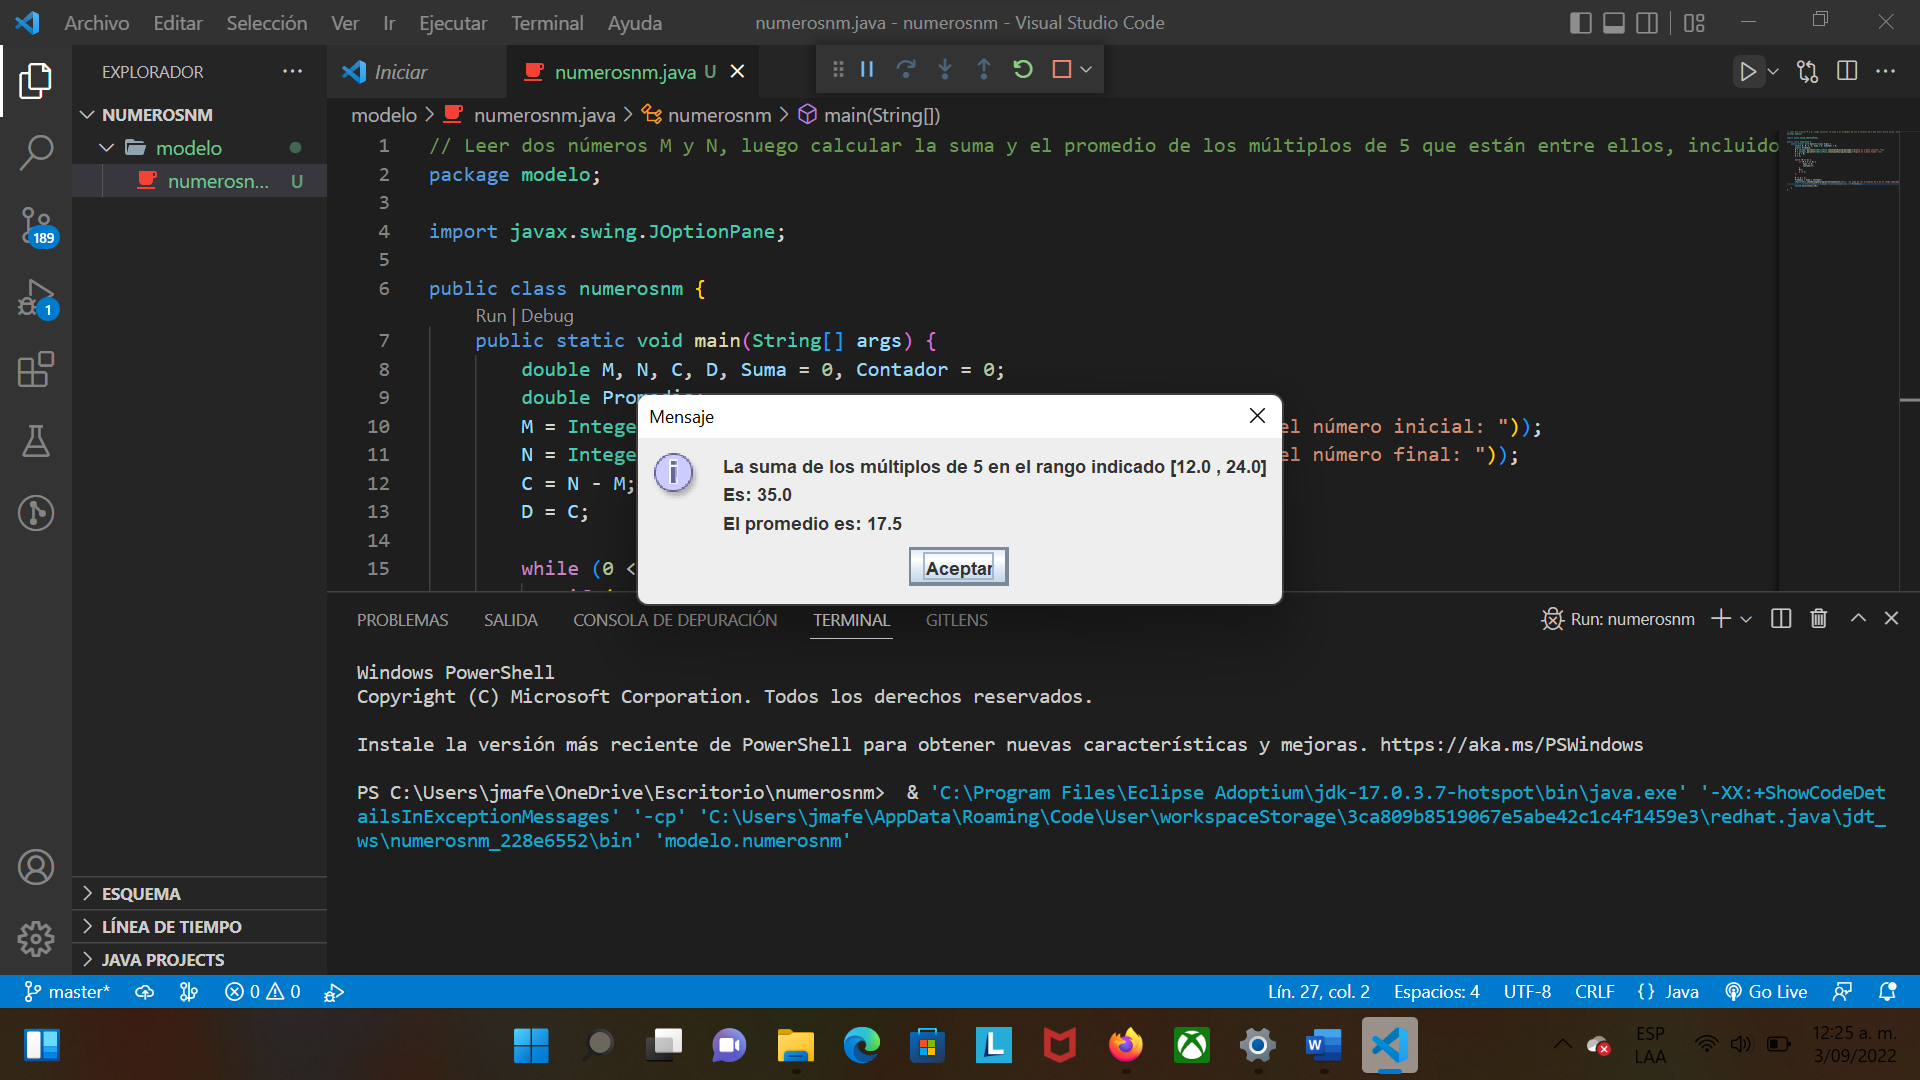 Archivo Editar Selección Ver Ir Ejecutar Terminal Ayuda
numerosnm.java - numerosnm - Visual Studio Code
EXPLORADOR
NUMEROSNM
modelo
numerosn... U
189
1
ESQUEMA
LÍNEA DE TIEMPO
JAVA PROJECTS
Iniciar
numerosnm.java U
modelo > numerosnm.java > numerosnm > main(String[])
1 // Leer dos números M y N, luego calcular la suma y el promedio de los múltiplos de 5 que están entre ellos, incluido
2 package modelo;
3
4 import javax.swing.JOptionPane;
5
6 public class numerosnm {
Run | Debug
7 public static void main(String[] args) {
8 double M, N, C, D, Suma = 0, Contador = 0;
9 double
10 M = Intege el número inicial: "));
11 N = Intege el número final: "));
12 C = N - M;
13 D = C;
14
15 while (0 <
Mensaje
La suma de los múltiplos de 5 en el rango indicado [12.0 , 24.0]
Es: 35.0
El promedio es: 17.5
Aceptar
PROBLEMAS SALIDA CONSOLA DE DEPURACIÓN TERMINAL GITLENS
Run: numerosnm
Windows PowerShell
Copyright (C) Microsoft Corporation. Todos los derechos reservados.
Instale la versión más reciente de PowerShell para obtener nuevas características y mejoras. https://aka.ms/PSWindows
PS C:\Users\jmafe\OneDrive\Escritorio\numerosnm>  & 'C:\Program Files\Eclipse Adoptium\jdk-17.0.3.7-hotspot\bin\java.exe' '-XX:+ShowCodeDet
ailsInExceptionMessages' '-cp' 'C:\Users\jmafe\AppData\Roaming\Code\User\workspaceStorage\3ca809b8519067e5abe42c1c4f1459e3\redhat.java\jdt_
ws\numerosnm_228e6552\bin' 'modelo.numerosnm'
master* 0 0
Lín. 27, col. 2 Espacios: 4 UTF-8 CRLF {} Java Go Live
ESP
LAA
12:25 a. m.
3/09/2022